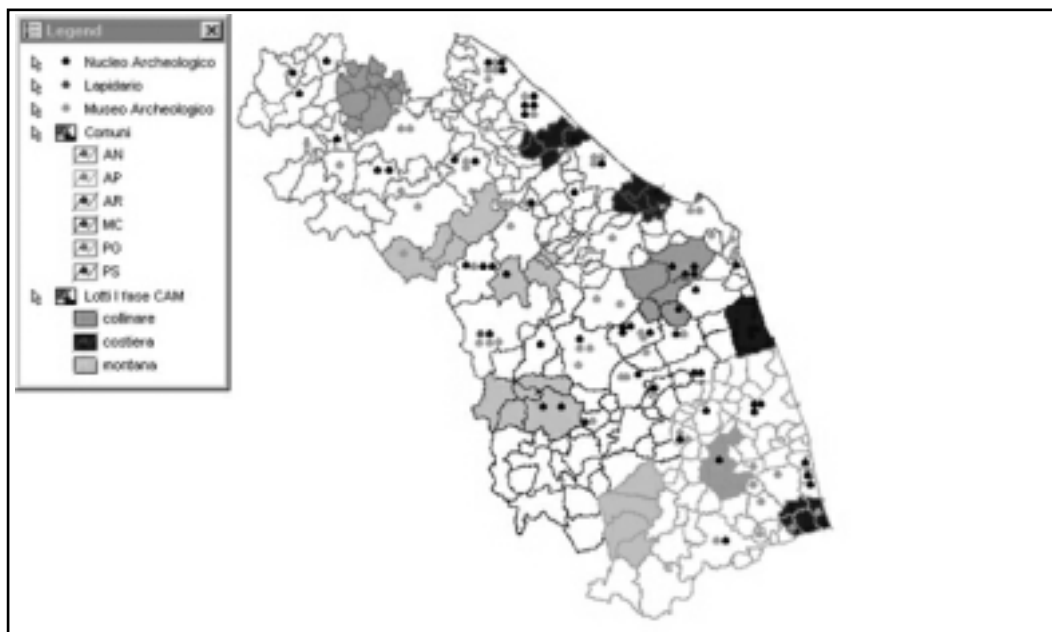 Legend
Nucleo Archeologico
Lapidario
Museo Archeologico
Comuni
AN
AP
AR
MC
PO
PS
Lotti I fase CAM
collinare
costiera
montana